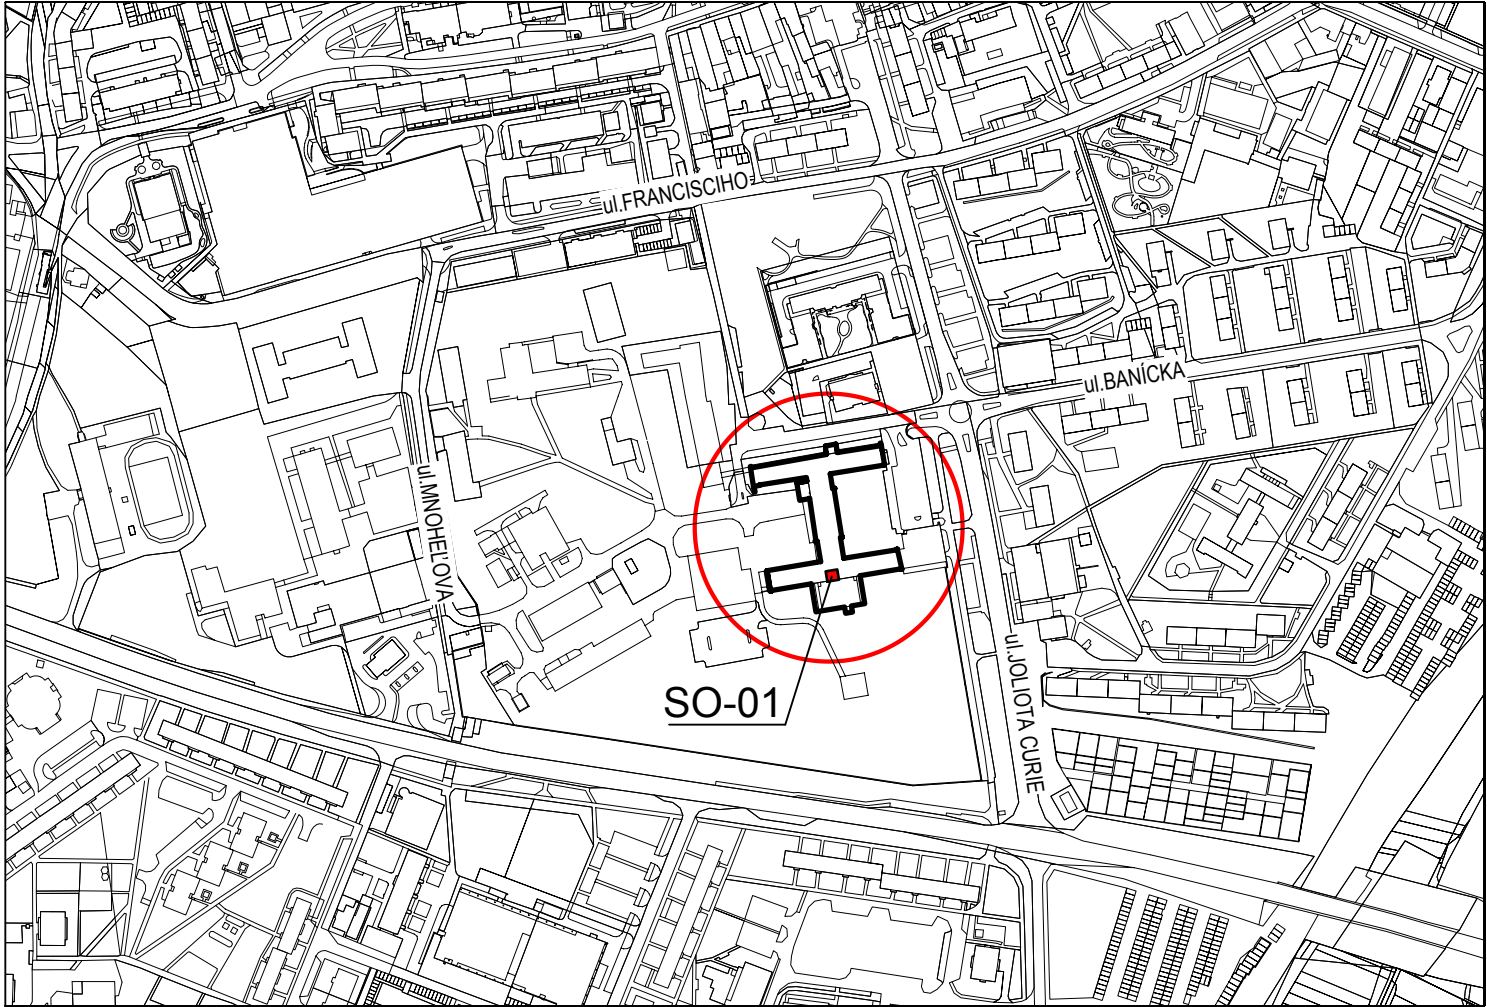 ul.FRANCISCIHO
ul.BANÍCKA
ul.MNOHEĽOVA
ul.JOLIOTA CURIE
SO-01